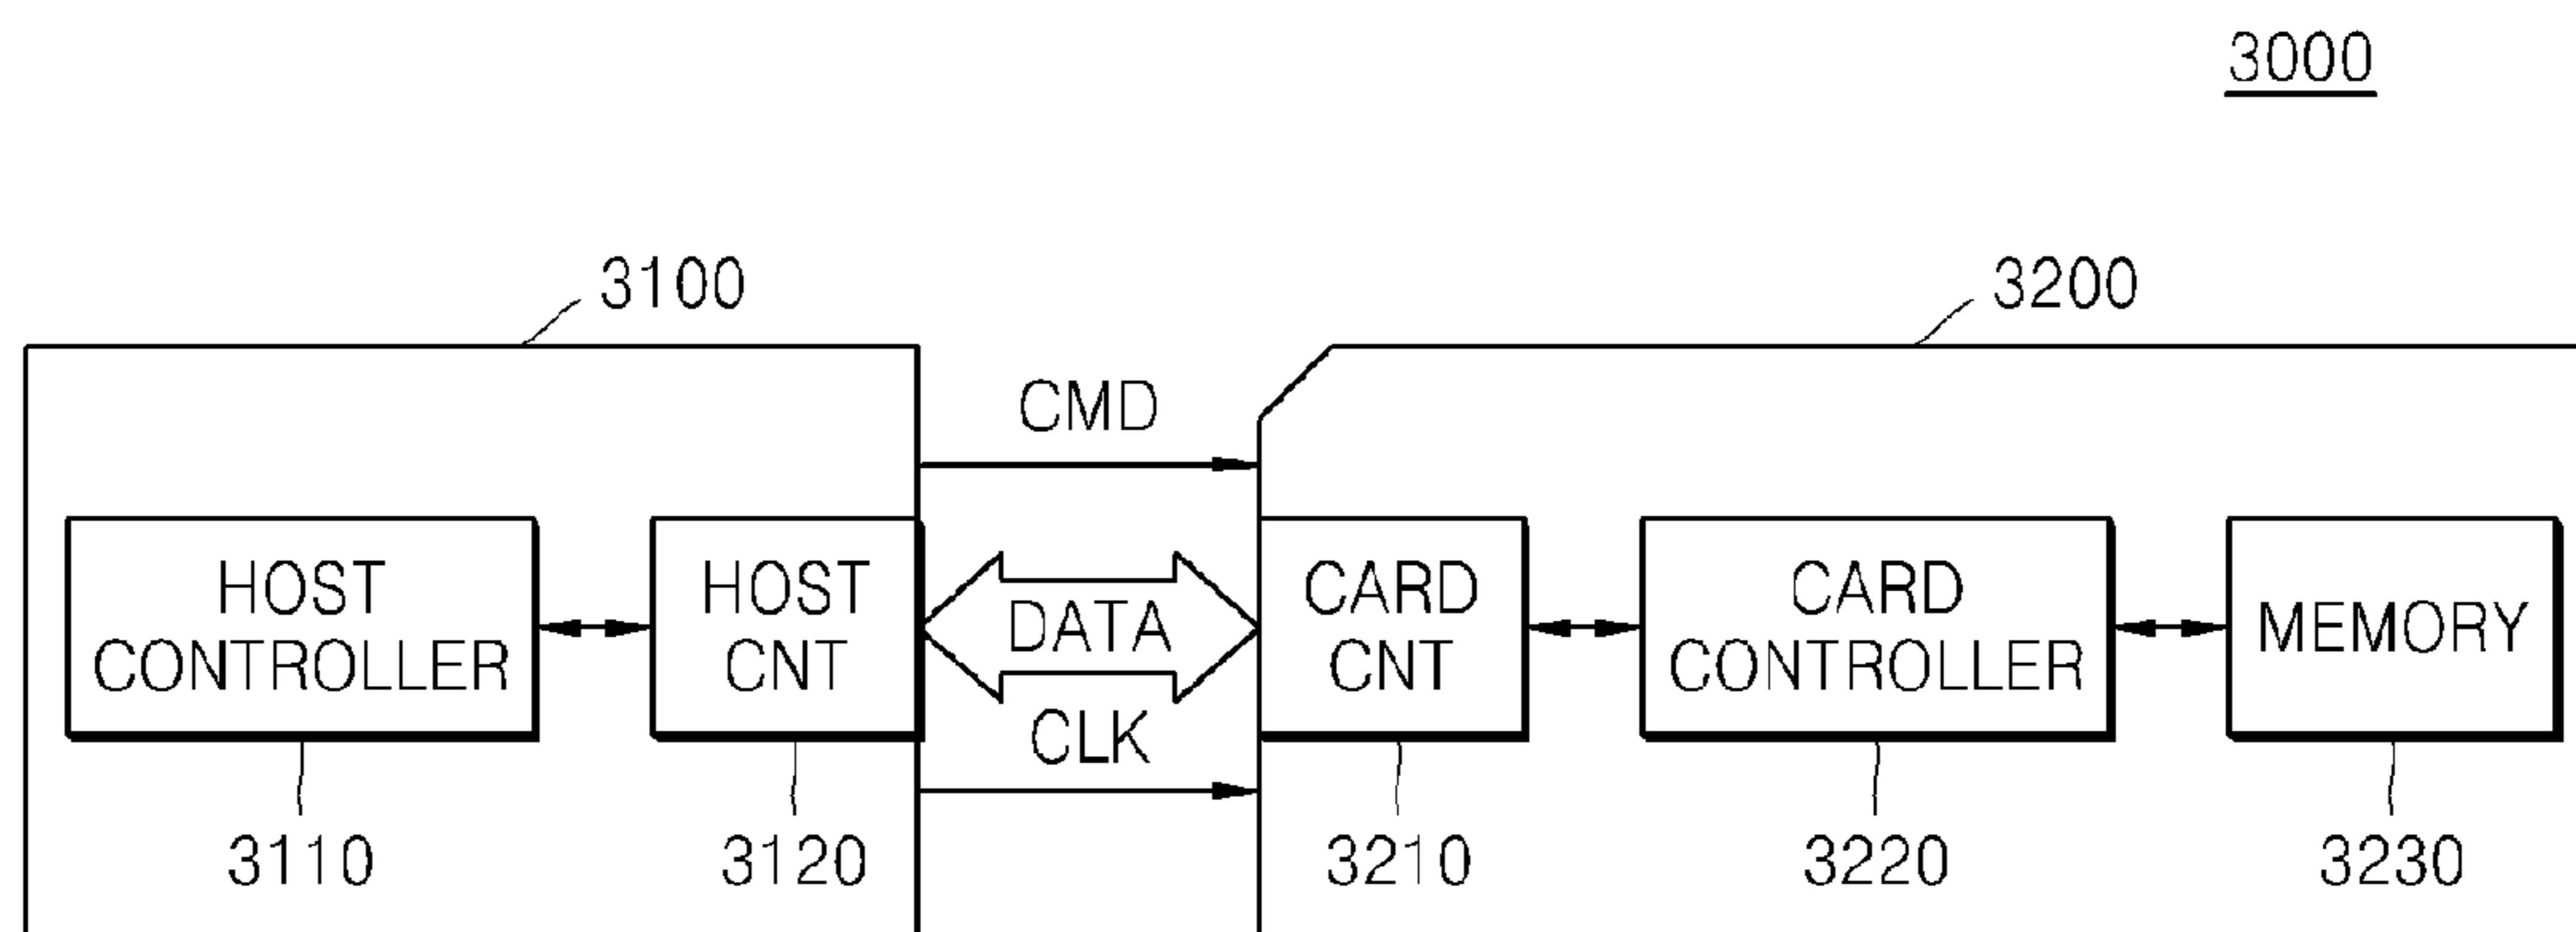 3000
3100
3200
CMD
HOST
CONTROLLER
HOST
CNT
DATA
CLK
CARD
CNT
CARD
CONTROLLER
MEMORY
3110
3120
3210
3220
3230